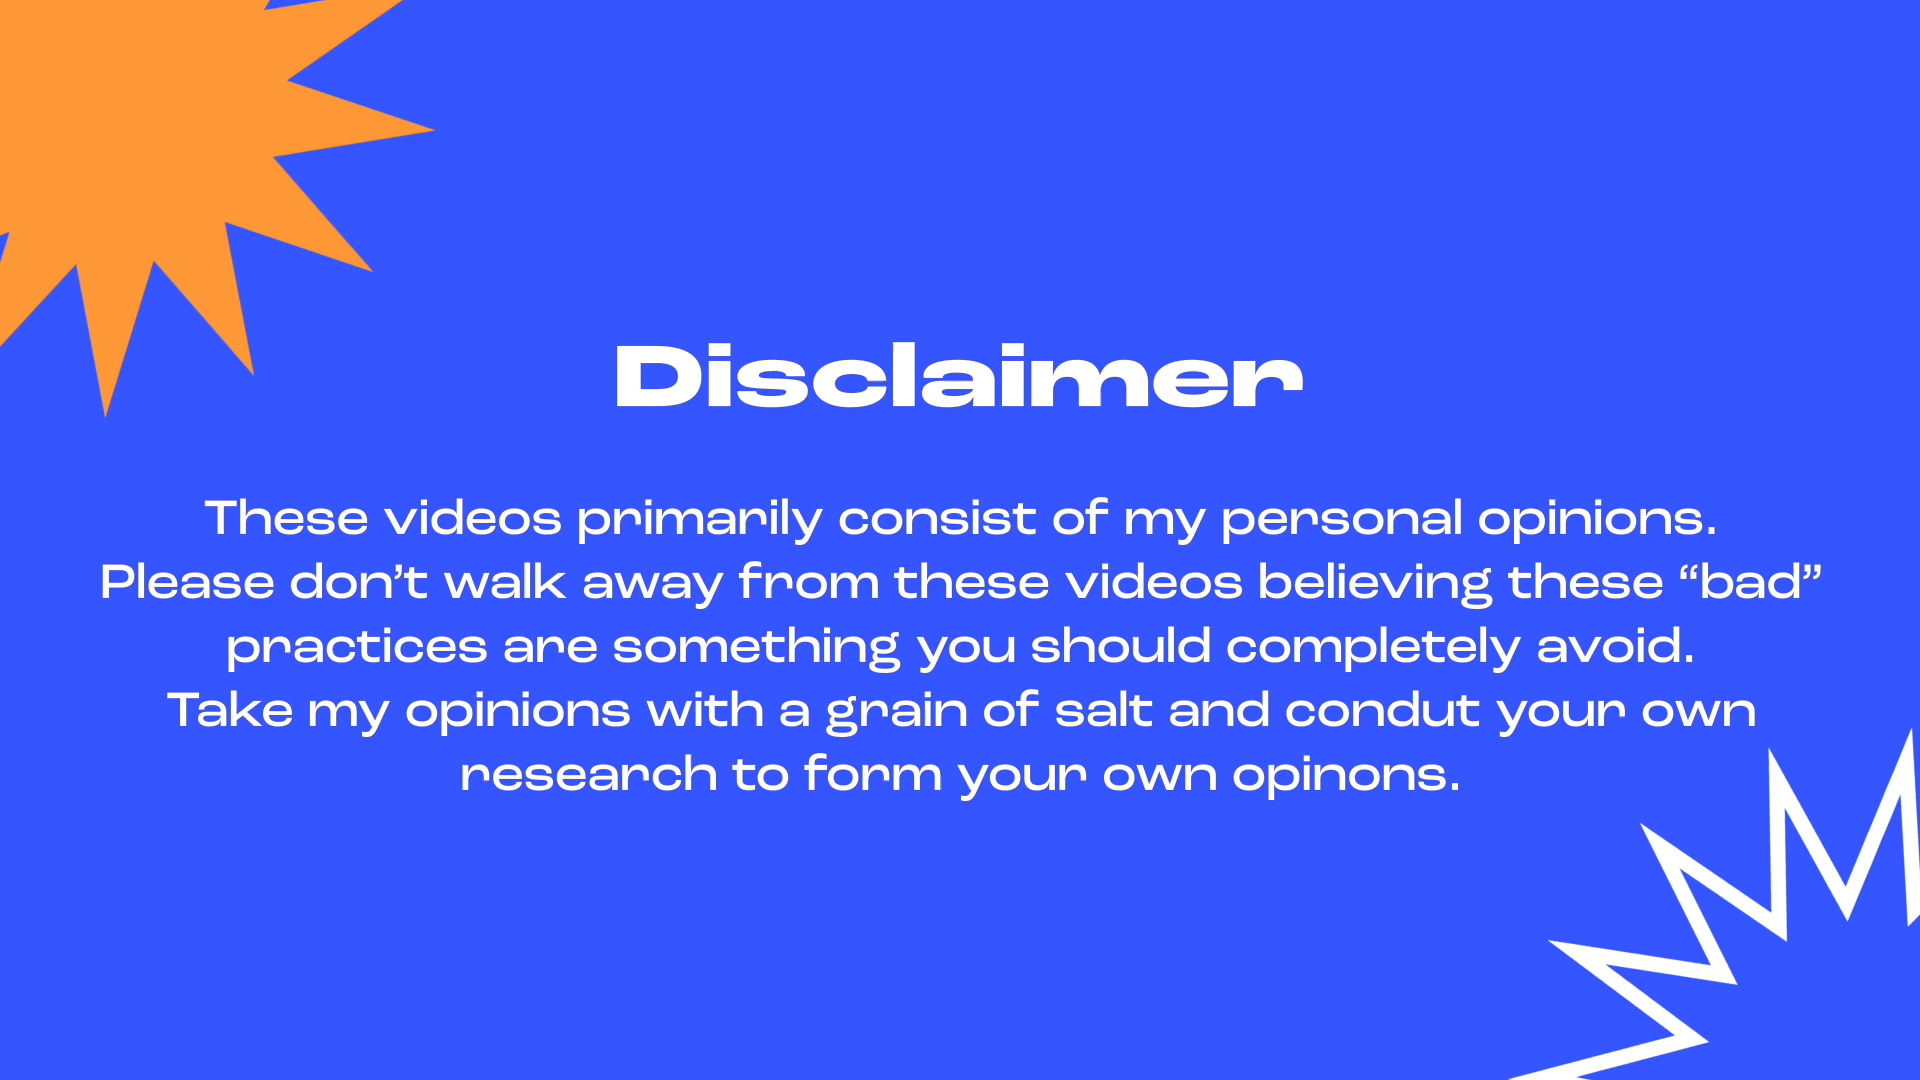 Disclaimer
These videos primarily consist of my personal opinions.
Please don’t walk away from these videos believing these “bad”
practices are something you should completely avoid.
Take my opinions with a grain of salt and condut your own
research to form your own opinons.